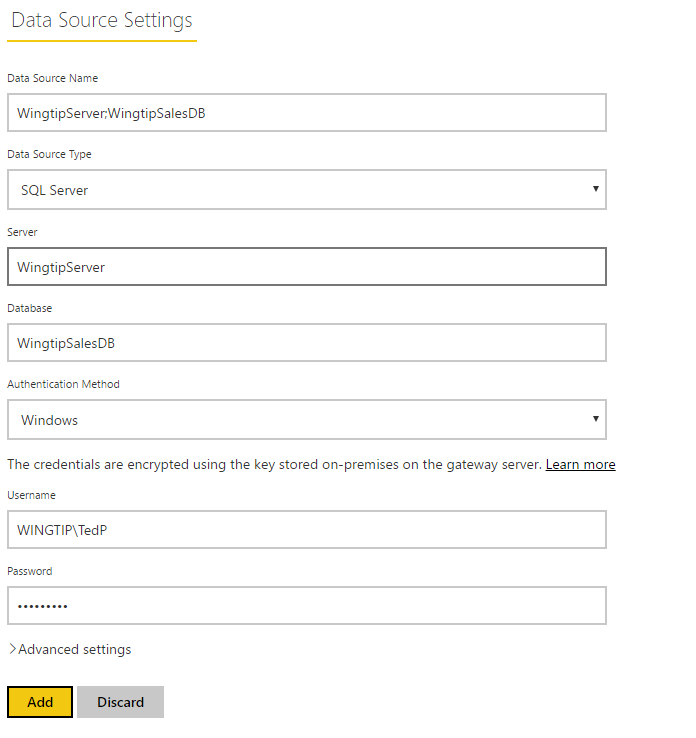 Data Source Settings
Data Source Name
WingtipServer;WingtipSalesDB
Data Source Type
SQL Server
Server
WingtipServer
Database
WingtipSalesDB
Authentication Method
Windows
The credentials are encrypted using the key stored on-premises on the gateway server. Learn more
Username
WINGTIP\TedP
Password
•••••••••
Advanced settings
Add Discard